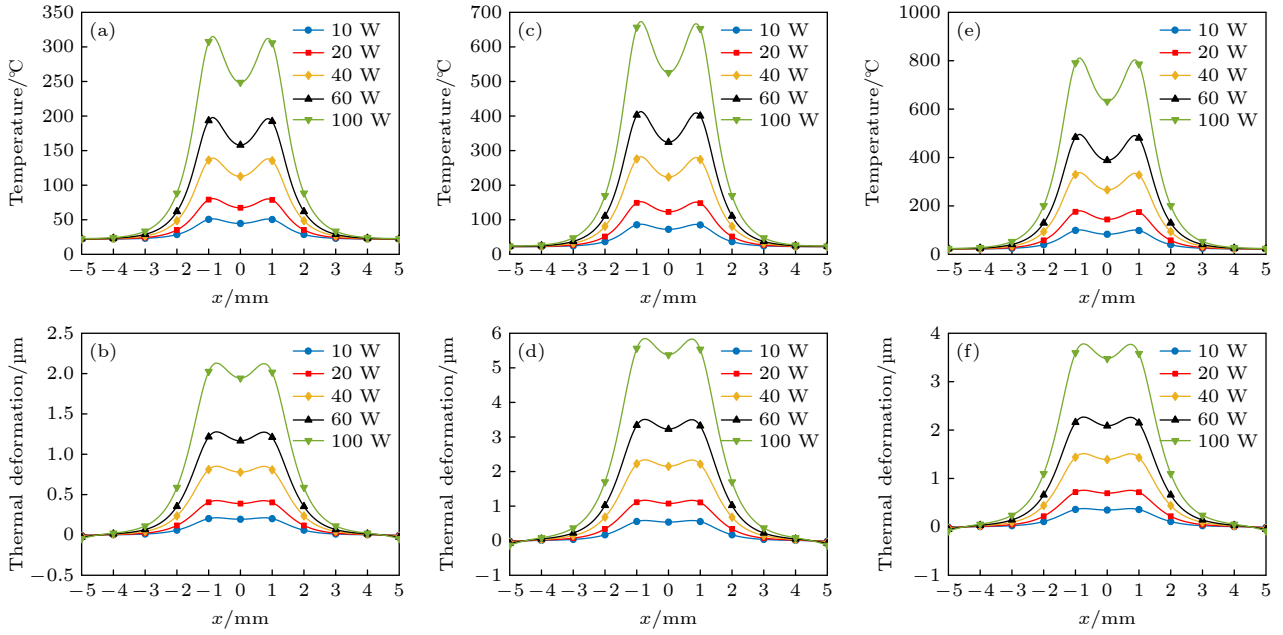 (a)
Temperature/℃
350
300
250
200
150
100
50
0
−5 −4 −3 −2 −1 0 1 2 3 4 5
x/mm
10 W
20 W
40 W
60 W
100 W
(c)
Temperature/℃
700
600
500
400
300
200
100
0
−5 −4 −3 −2 −1 0 1 2 3 4 5
x/mm
10 W
20 W
40 W
60 W
100 W
(e)
Temperature/℃
1000
800
600
400
200
0
−5 −4 −3 −2 −1 0 1 2 3 4 5
x/mm
10 W
20 W
40 W
60 W
100 W
(b)
Thermal deformation/μm
2.5
2.0
1.5
1.0
0.5
0
−0.5
−5 −4 −3 −2 −1 0 1 2 3 4 5
x/mm
10 W
20 W
40 W
60 W
100 W
(d)
Thermal deformation/μm
6
5
4
3
2
1
0
−1
−5 −4 −3 −2 −1 0 1 2 3 4 5
x/mm
10 W
20 W
40 W
60 W
100 W
(f)
Thermal deformation/μm
4
3
2
1
0
−1
−5 −4 −3 −2 −1 0 1 2 3 4 5
x/mm
10 W
20 W
40 W
60 W
100 W